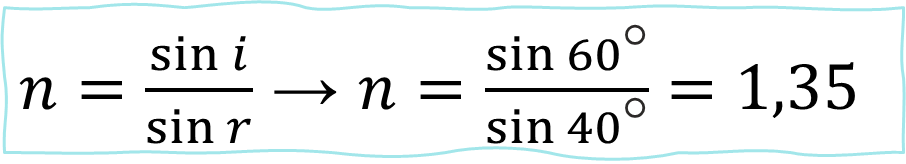 n = sin i / sin r → n = sin 60° / sin 40° = 1,35